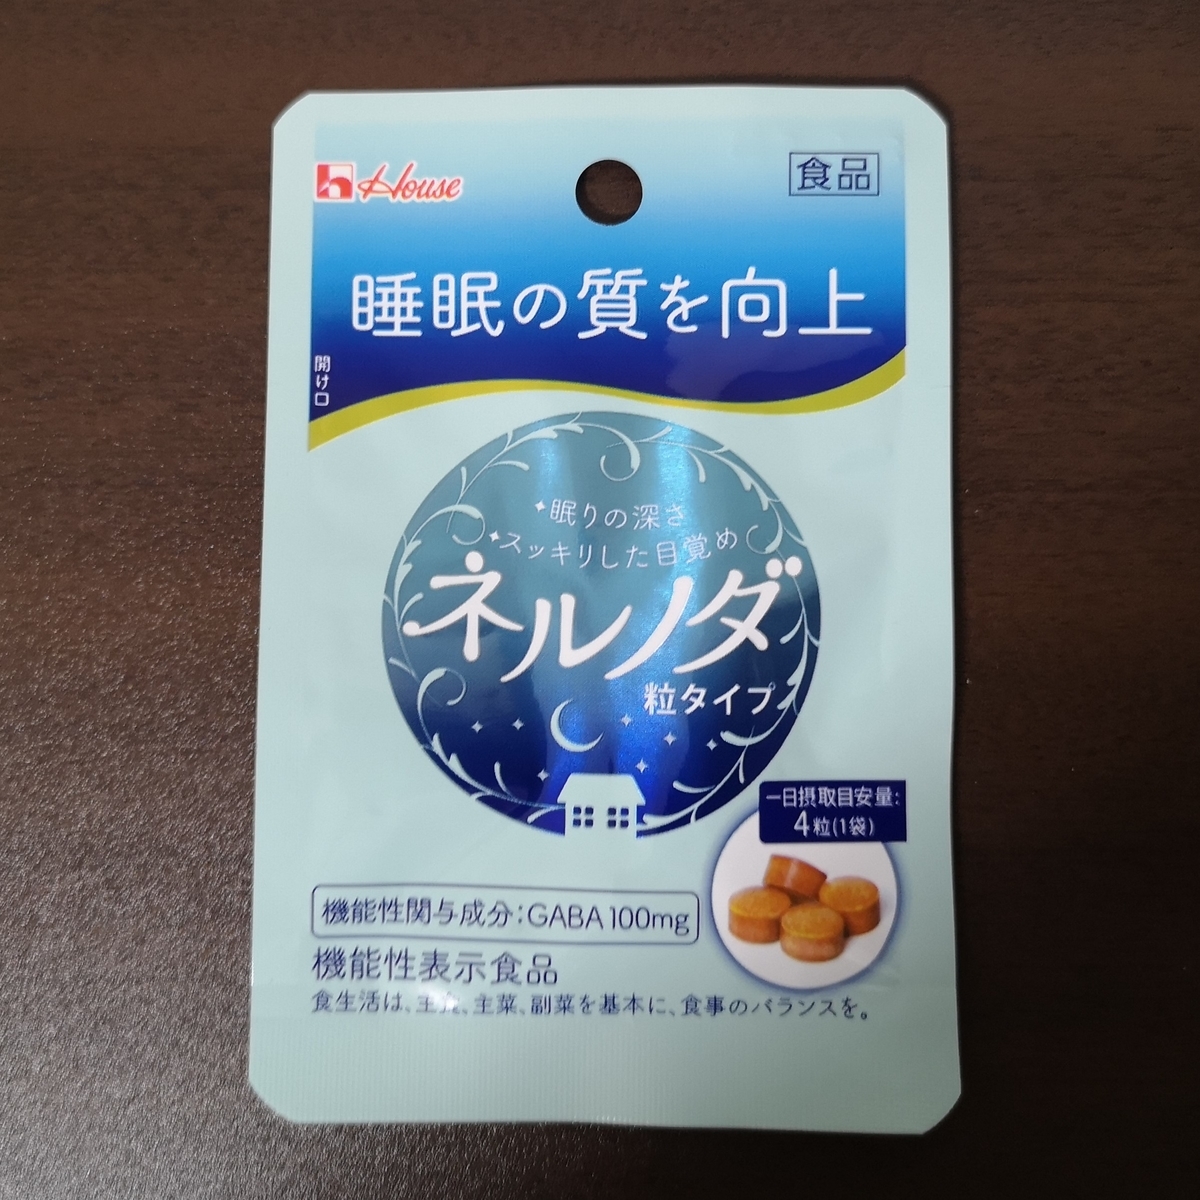 House
食品
睡眠の質を向上
開け口
眠りの深さ
スッキリした目覚め
ネルノダ
粒タイプ
一日摂取目安量:
4粒(1袋)
機能性関与成分:GABA 100mg
機能性表示食品
食生活は、主食、主菜、副菜を基本に、食事のバランスを。